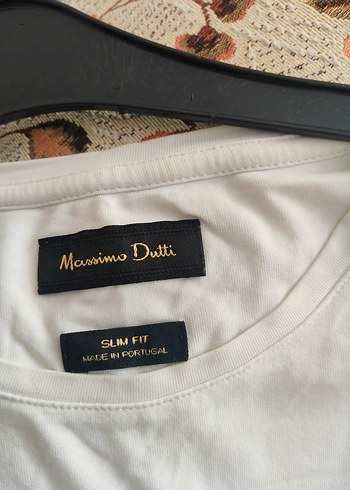 Massimo Dutti
SLIM FIT
MADE IN PORTUGAL